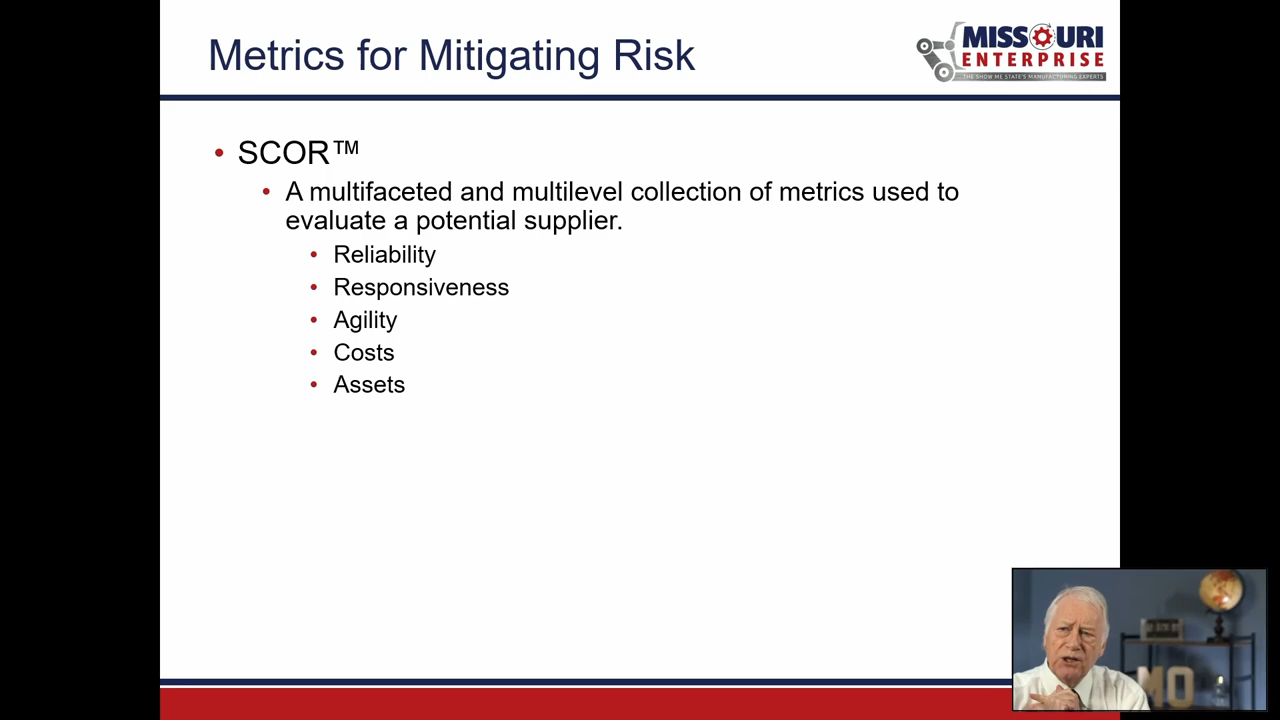 Metrics for Mitigating Risk
MISSOURI
ENTERPRISE
THE SHOW ME STATE'S MANUFACTURING EXPERTS
• SCOR™
• A multifaceted and multilevel collection of metrics used to
evaluate a potential supplier.
• Reliability
• Responsiveness
• Agility
• Costs
• Assets
MO